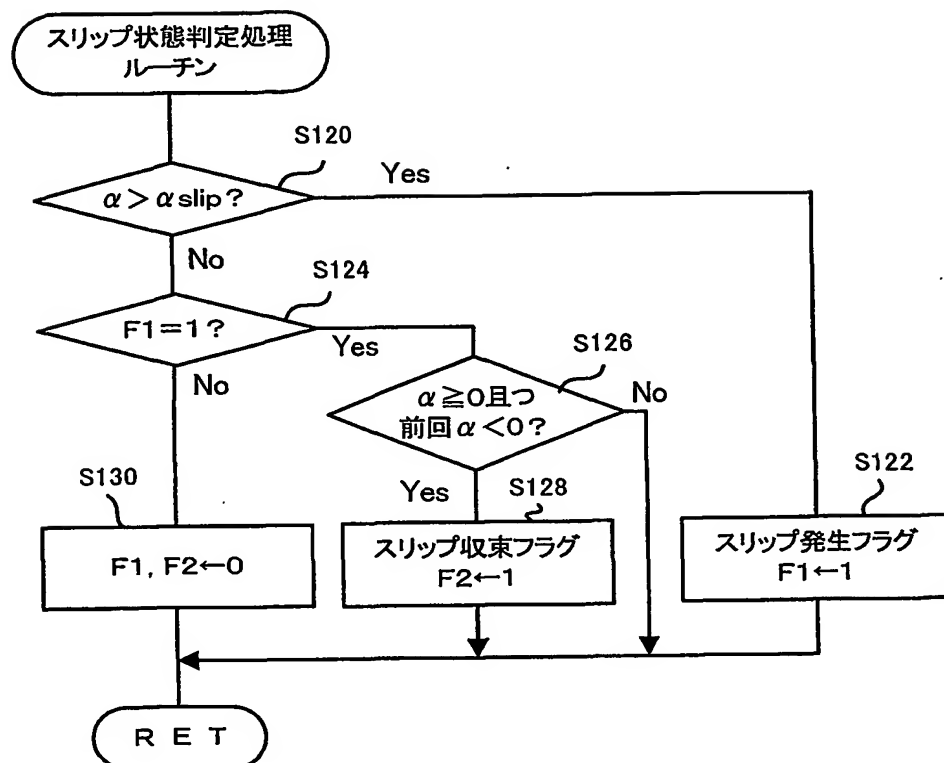 スリップ状態判定処理
ルーチン
S120
α＞αslip?
Yes
No
S124
F1＝1?
Yes
No
S126
α≧0且つ
前回α＜0?
No
Yes
S130
F1, F2←0
S128
スリップ収束フラグ
F2←1
S122
スリップ発生フラグ
F1←1
RET